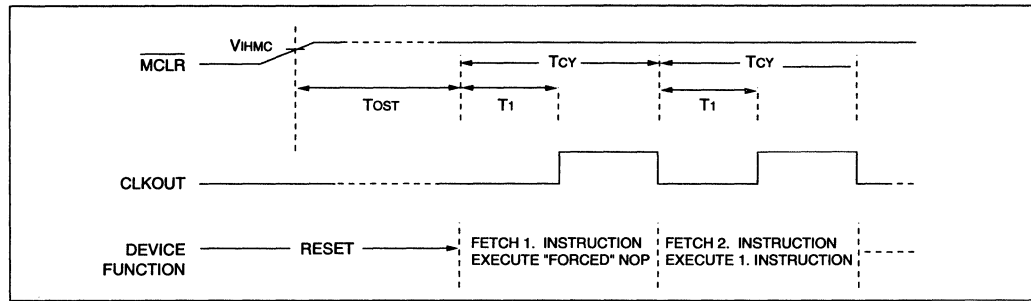 VIHMC
MCLR
TCY TCY
TOST T1 T1
CLKOUT
DEVICE FUNCTION
RESET
FETCH 1. INSTRUCTION
EXECUTE "FORCED" NOP
FETCH 2. INSTRUCTION
EXECUTE 1. INSTRUCTION